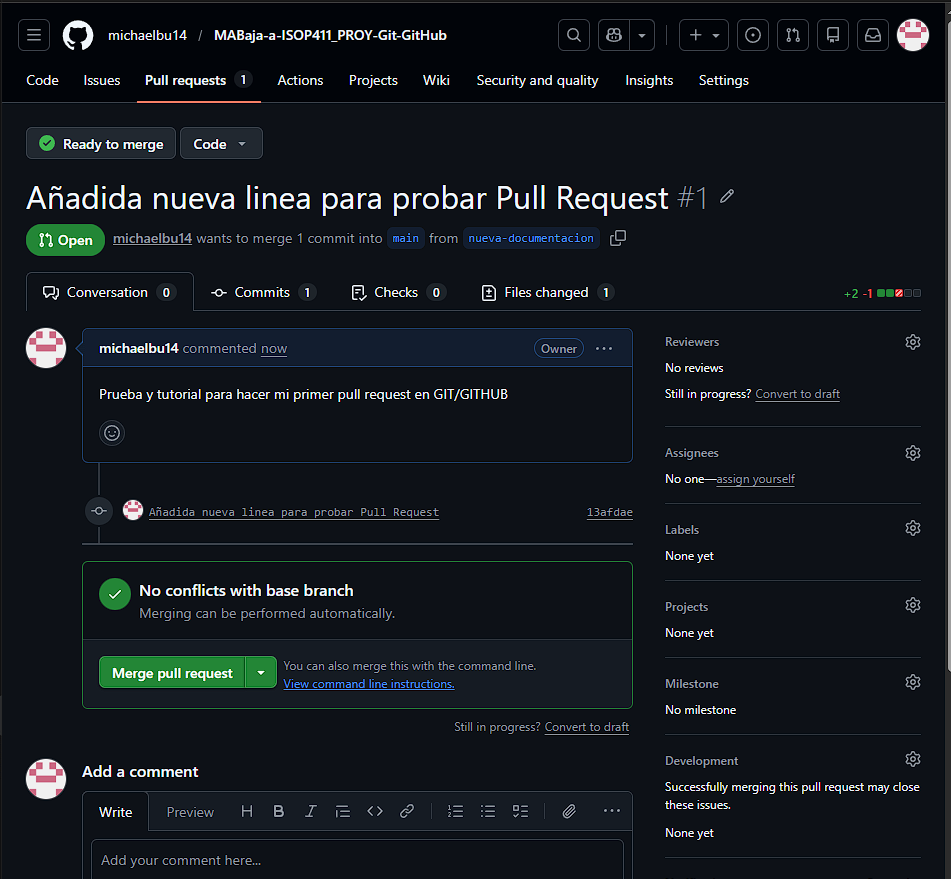 michaelbu14 / MABaja-a-ISOP411_PROY-Git-GitHub
Code Issues Pull requests 1 Actions Projects Wiki Security and quality Insights Settings
Ready to merge Code
Añadida nueva linea para probar Pull Request #1
Open michaelbu14 wants to merge 1 commit into main from nueva-documentacion
Conversation 0 Commits 1 Checks 0 Files changed 1 +2 -1
michaelbu14 commented now Owner
Prueba y tutorial para hacer mi primer pull request en GIT/GITHUB
Añadida nueva linea para probar Pull Request 13afdae
No conflicts with base branch
Merging can be performed automatically.
Merge pull request
You can also merge this with the command line.
View command line instructions.
Still in progress? Convert to draft
Add a comment
Write Preview
Add your comment here...
Reviewers
No reviews
Still in progress? Convert to draft
Assignees
No one—assign yourself
Labels
None yet
Projects
None yet
Milestone
No milestone
Development
Successfully merging this pull request may close
these issues.
None yet